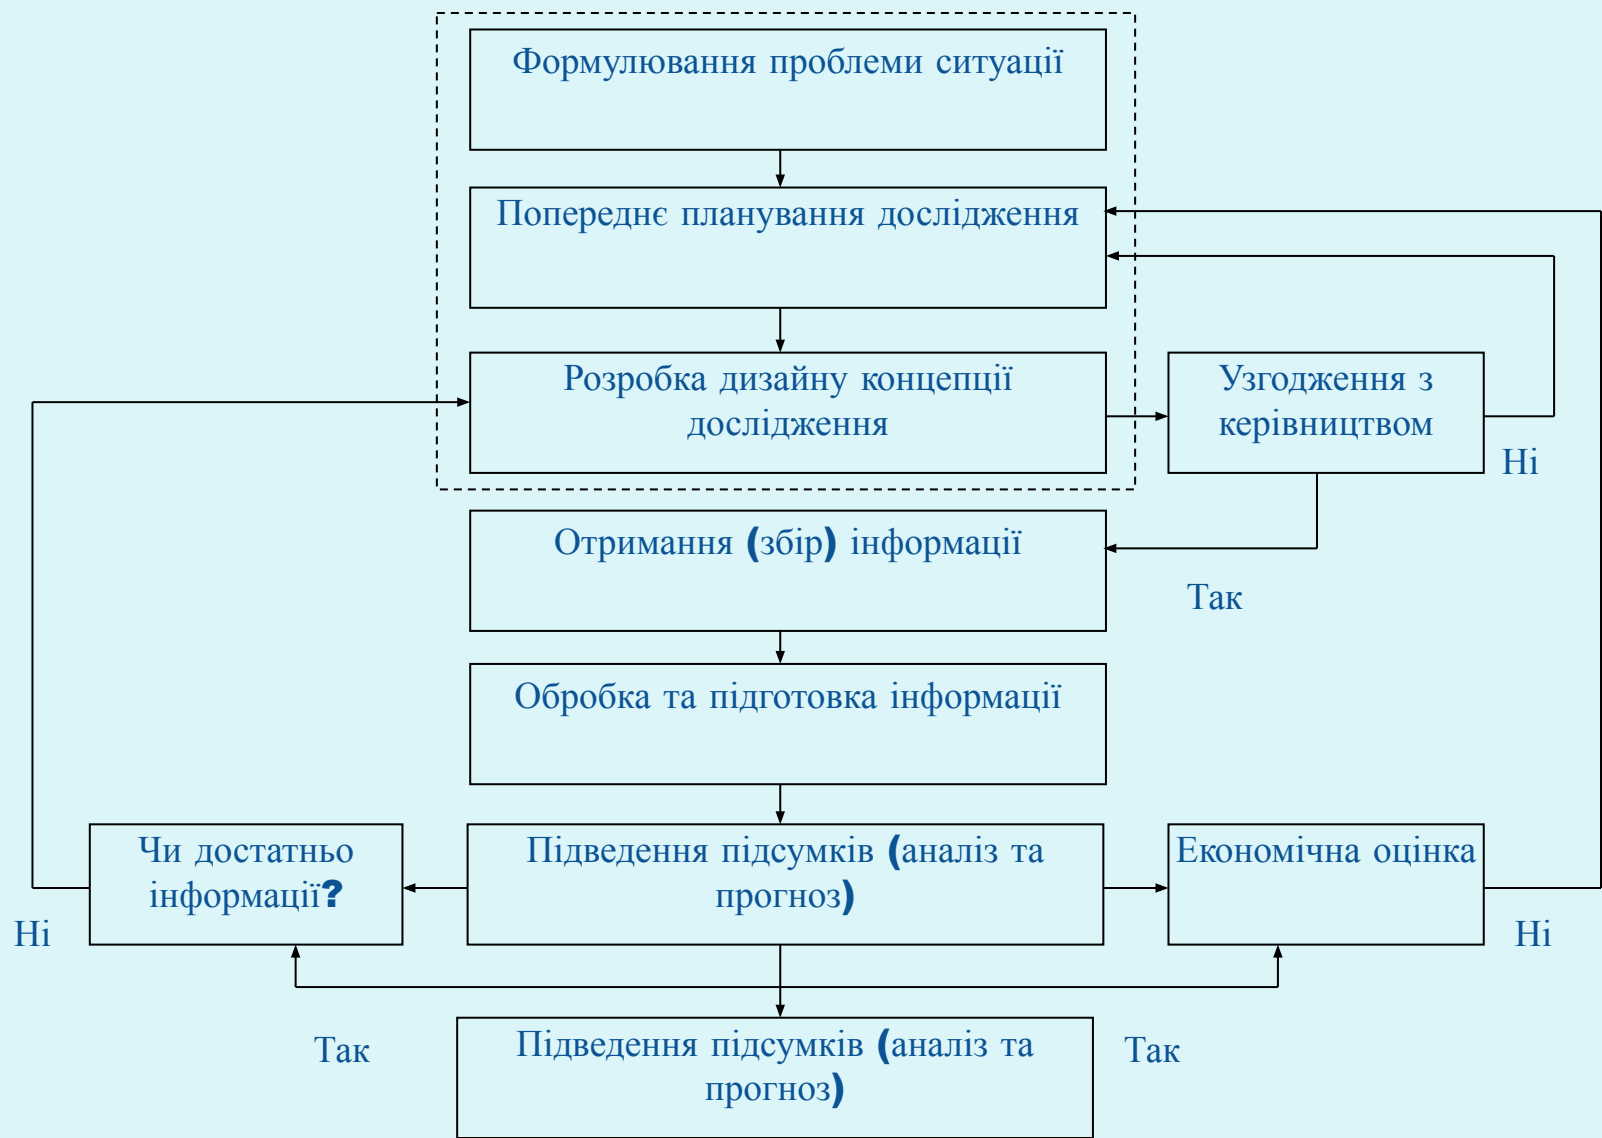 Формулювання проблеми ситуації
Попереднє планування дослідження
Розробка дизайну концепції
дослідження
Узгодження з
керівництвом
Ні
Отримання (збір) інформації
Так
Обробка та підготовка інформації
Чи достатньо
інформації?
Підведення підсумків (аналіз та
прогноз)
Економічна оцінка
Ні
Ні
Так
Підведення підсумків (аналіз та
прогноз)
Так